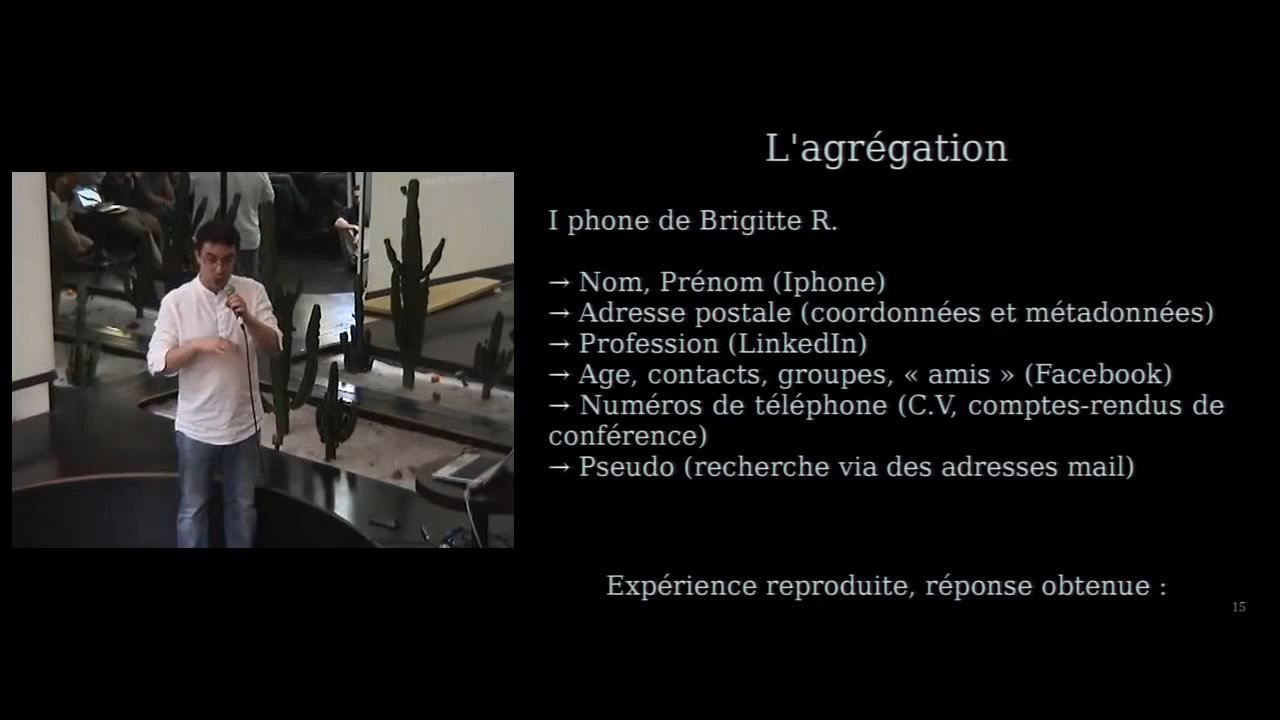 L'agrégation
I phone de Brigitte R.
→ Nom, Prénom (Iphone)
→ Adresse postale (coordonnées et métadonnées)
→ Profession (LinkedIn)
→ Age, contacts, groupes, « amis » (Facebook)
→ Numéros de téléphone (C.V, comptes-rendus de
conférence)
→ Pseudo (recherche via des adresses mail)
Expérience reproduite, réponse obtenue :
15